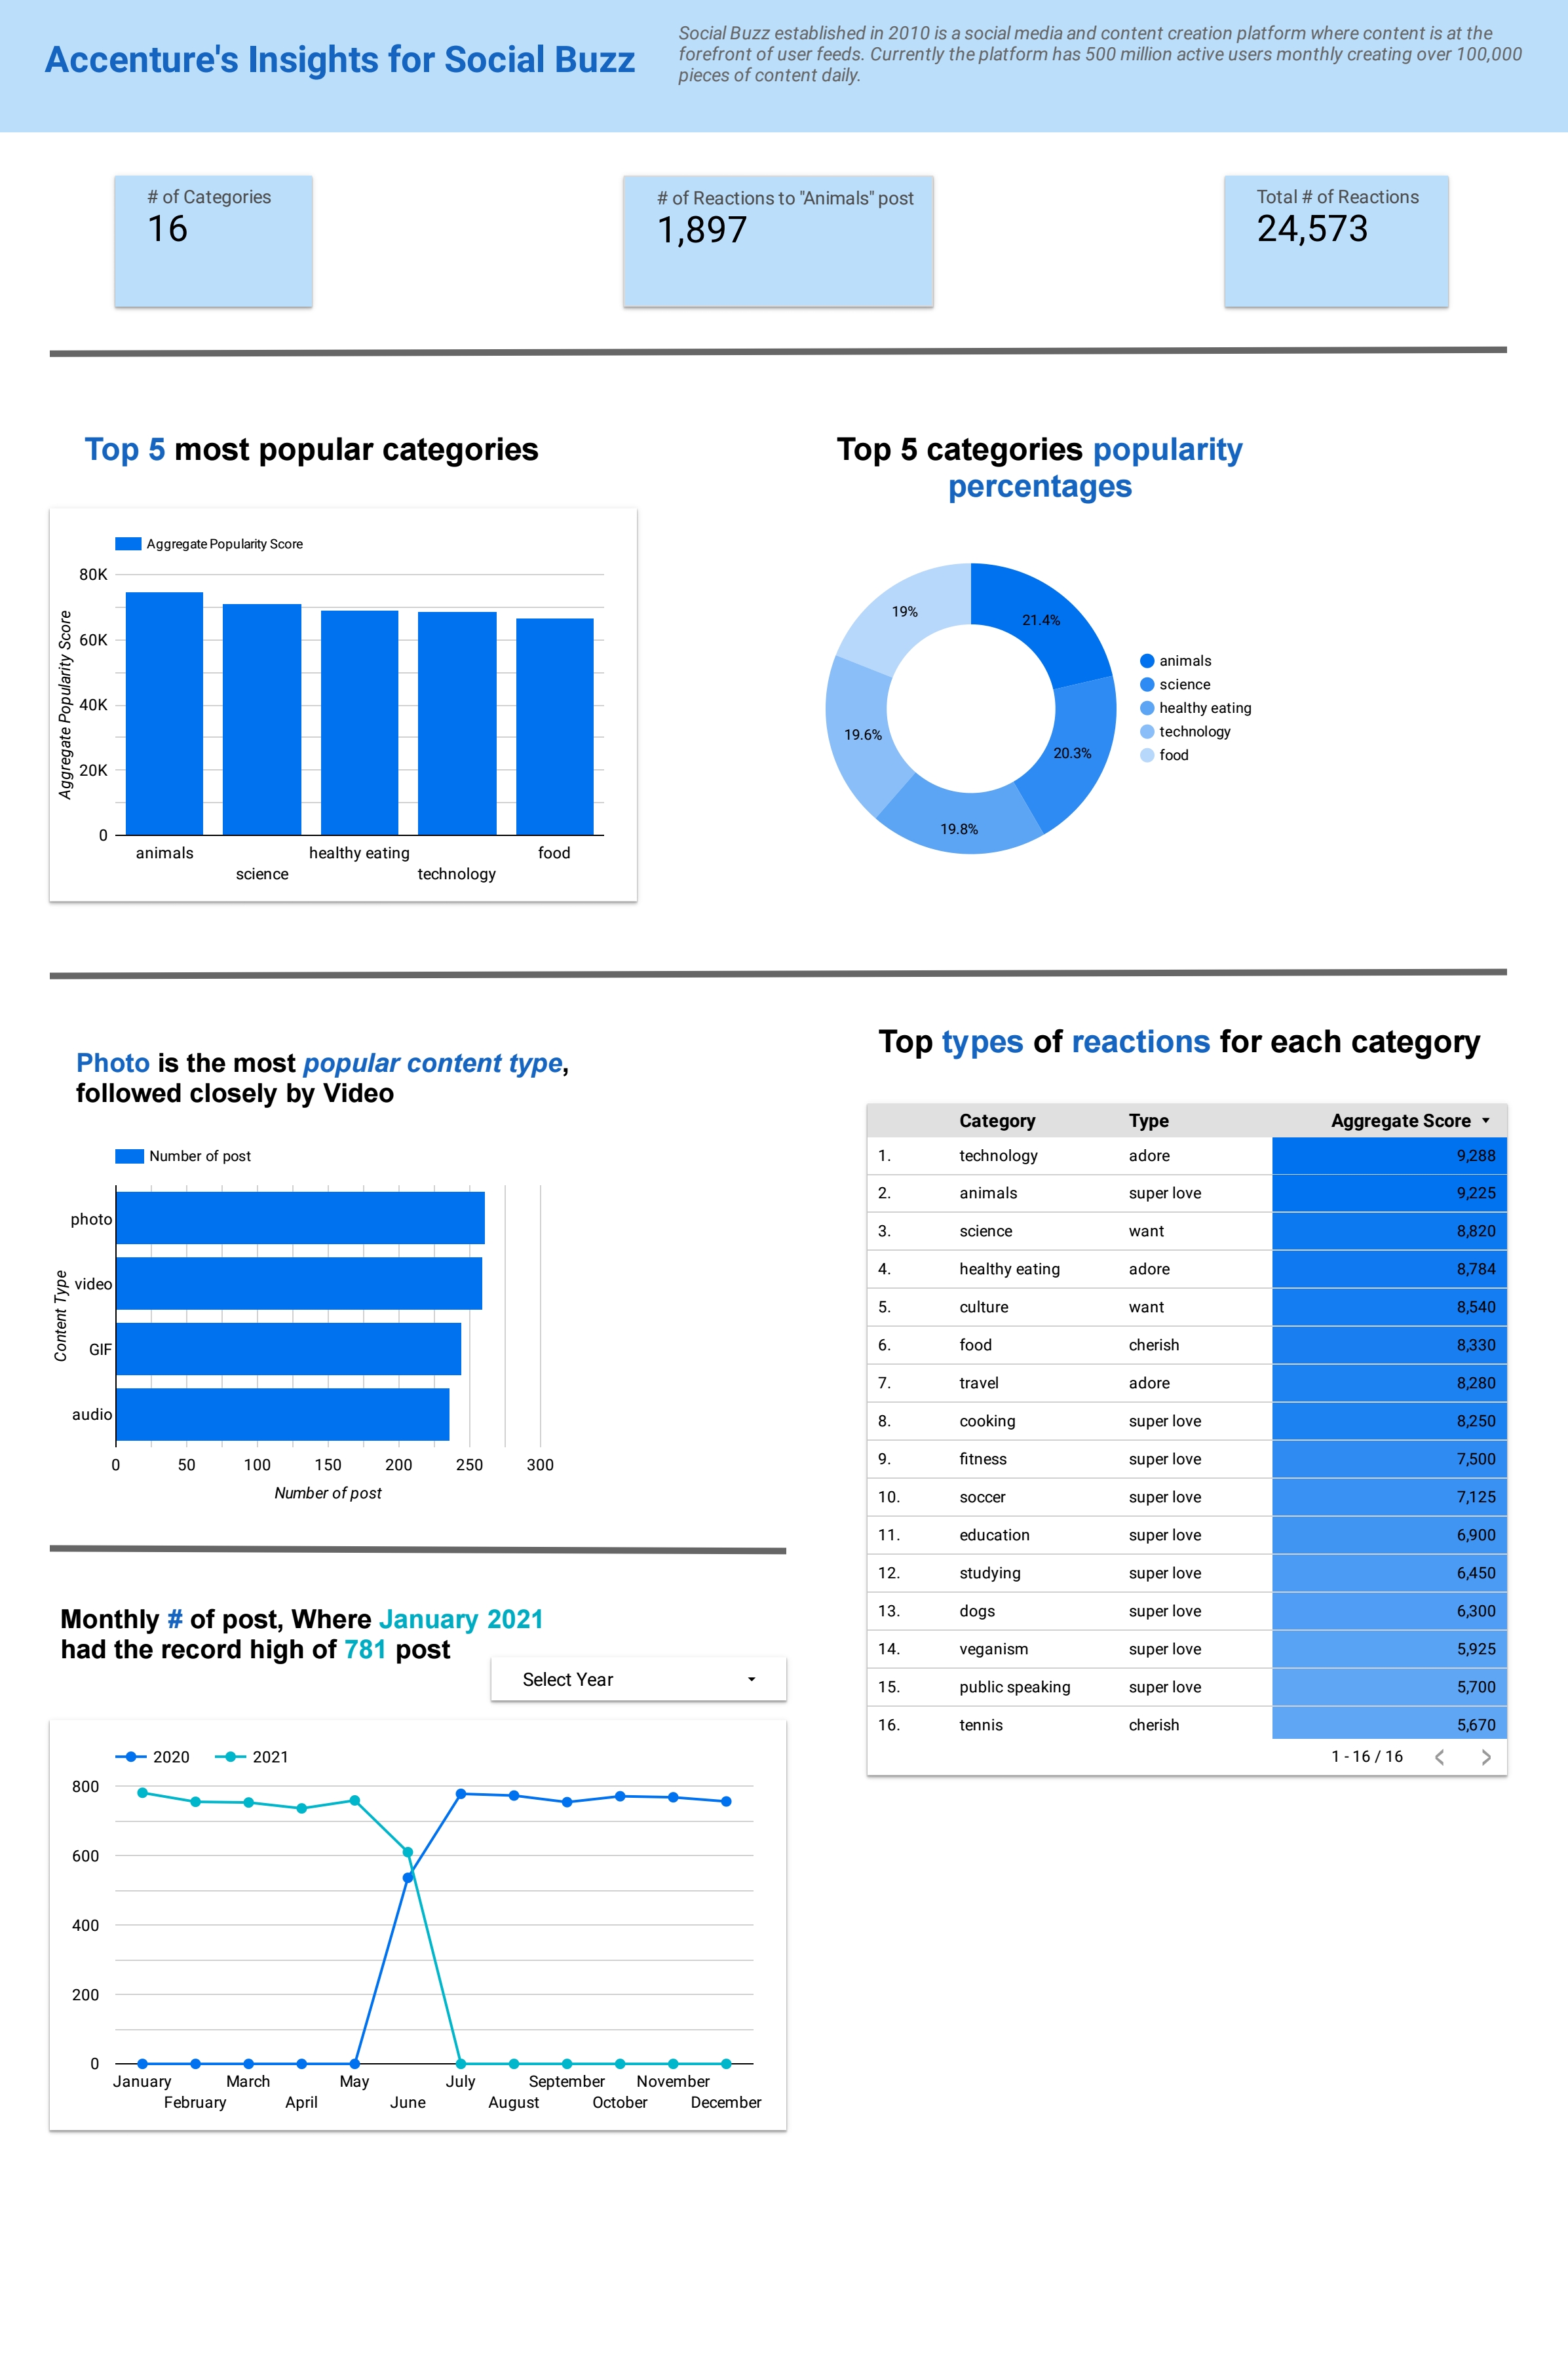 Accenture's Insights for Social Buzz
Social Buzz established in 2010 is a social media and content creation platform where content is at the
forefront of user feeds. Currently the platform has 500 million active users monthly creating over 100,000
pieces of content daily.
# of Categories
16
# of Reactions to "Animals" post
1,897
Total # of Reactions
24,573
Top 5 most popular categories
Aggregate Popularity Score
Aggregate Popularity Score
80K
60K
40K
20K
0
animals
science
healthy eating
technology
food
Top 5 categories popularity
percentages
21.4%
20.3%
19.8%
19.6%
19%
animals
science
healthy eating
technology
food
Photo is the most popular content type,
followed closely by Video
Number of post
Content Type
photo
video
GIF
audio
0 50 100 150 200 250 300
Number of post
Top types of reactions for each category
Category Type Aggregate Score
1. technology adore 9,288
2. animals super love 9,225
3. science want 8,820
4. healthy eating adore 8,784
5. culture want 8,540
6. food cherish 8,330
7. travel adore 8,280
8. cooking super love 8,250
9. fitness super love 7,500
10. soccer super love 7,125
11. education super love 6,900
12. studying super love 6,450
13. dogs super love 6,300
14. veganism super love 5,925
15. public speaking super love 5,700
16. tennis cherish 5,670
1 - 16 / 16
Monthly # of post, Where January 2021
had the record high of 781 post
Select Year
2020 2021
800
600
400
200
0
January
February
March
April
May
June
July
August
September
October
November
December